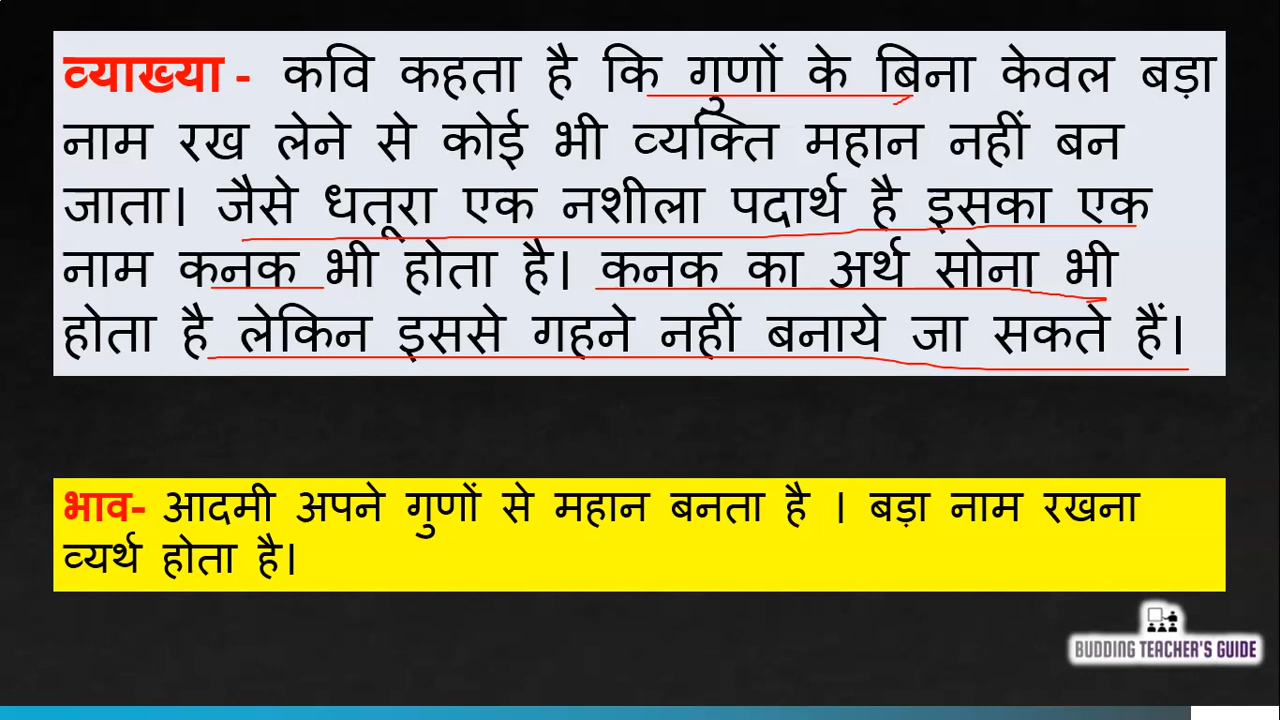 व्याख्या - कवि कहता है कि गुणों के बिना केवल बड़ा
नाम रख लेने से कोई भी व्यक्ति महान नहीं बन
जाता। जैसे धतूरा एक नशीला पदार्थ है इसका एक
नाम कनक भी होता है। कनक का अर्थ सोना भी
होता है लेकिन इससे गहने नहीं बनाये जा सकते हैं।
भाव- आदमी अपने गुणों से महान बनता है । बड़ा नाम रखना
व्यर्थ होता है।
BUDDING TEACHER'S GUIDE